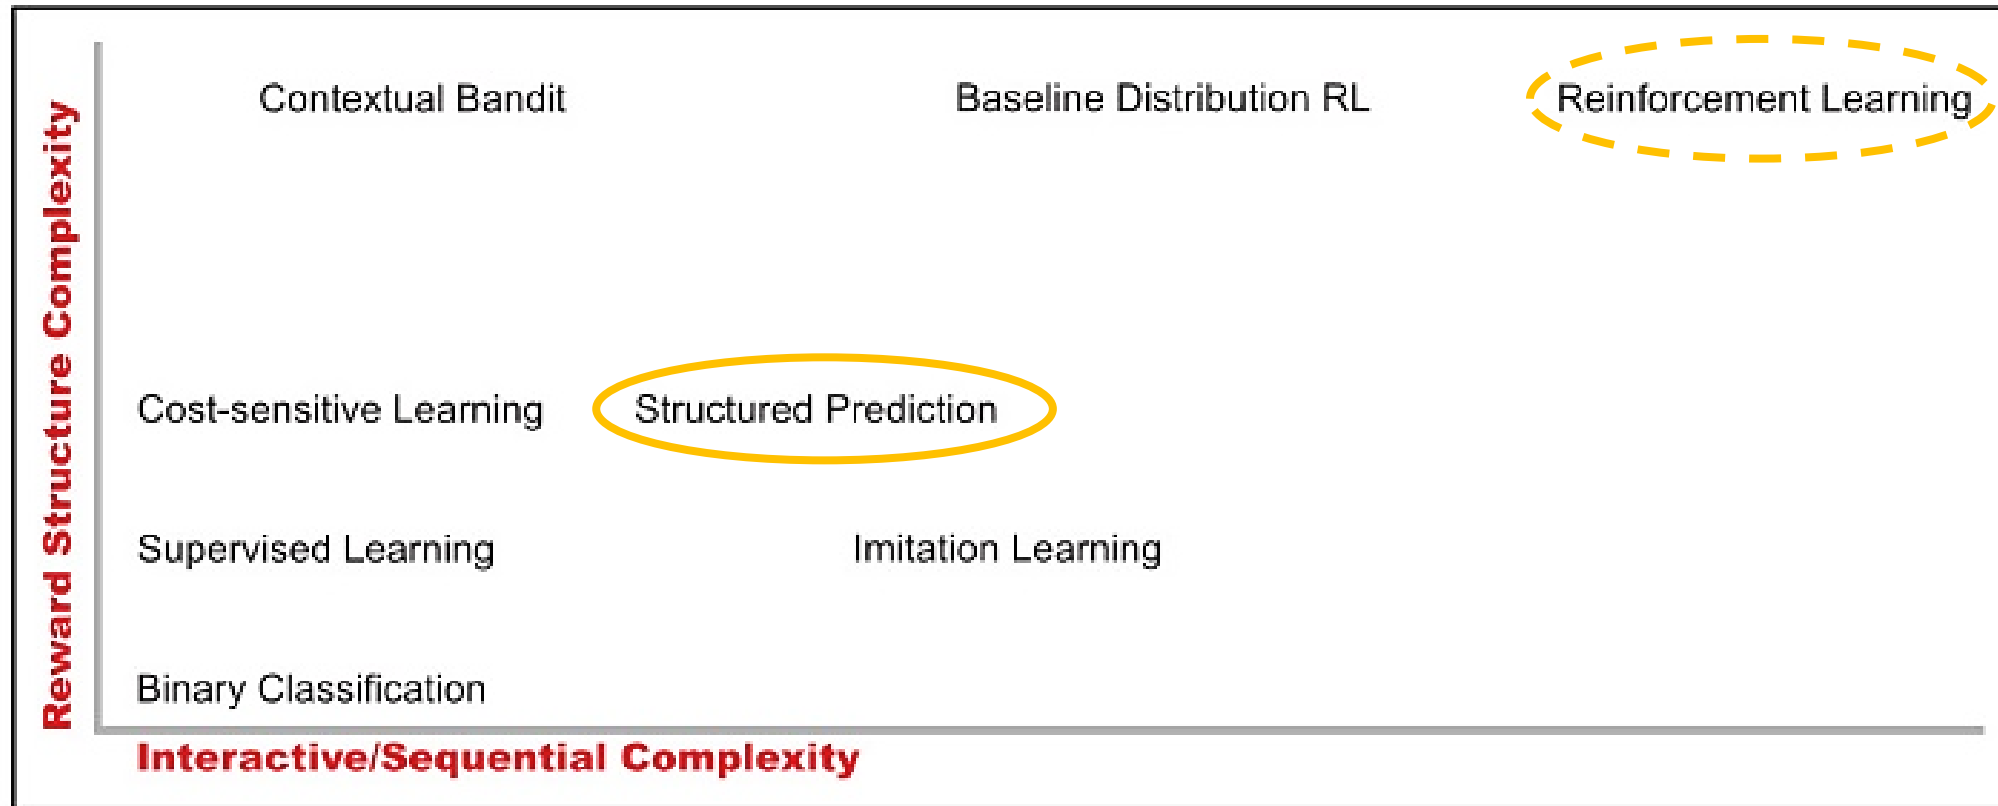 Reward Structure Complexity
Contextual Bandit
Baseline Distribution RL
Reinforcement Learning
Cost-sensitive Learning
Structured Prediction
Supervised Learning
Imitation Learning
Binary Classification
Interactive/Sequential Complexity